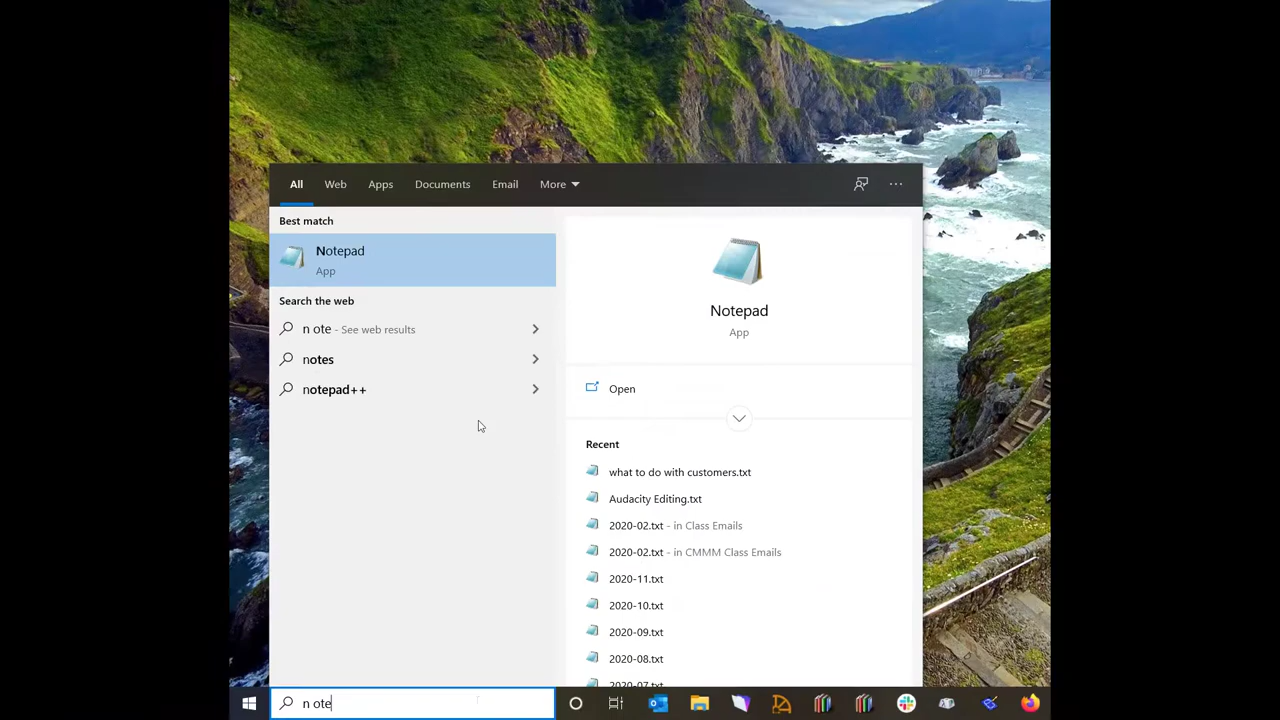 All Web Apps Documents Email More
Best match
Notepad
App
Search the web
n ote - See web results
notes
notepad++
Notepad
App
Open
Recent
what to do with customers.txt
Audacity Editing.txt
2020-02.txt - in Class Emails
2020-02.txt - in CMMM Class Emails
2020-11.txt
2020-10.txt
2020-09.txt
2020-08.txt
2020-07.txt
n ote